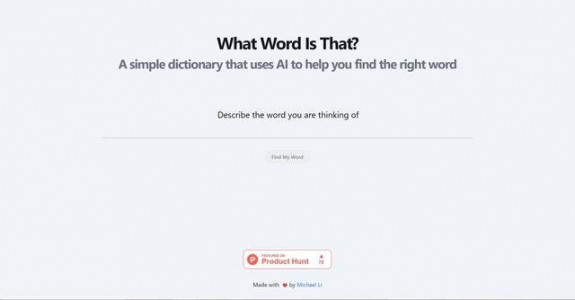 What Word Is That?
A simple dictionary that uses AI to help you find the right word
Describe the word you are thinking of
Find My Word
FEATURED ON
Product Hunt
Made with ❤ by Michael Li